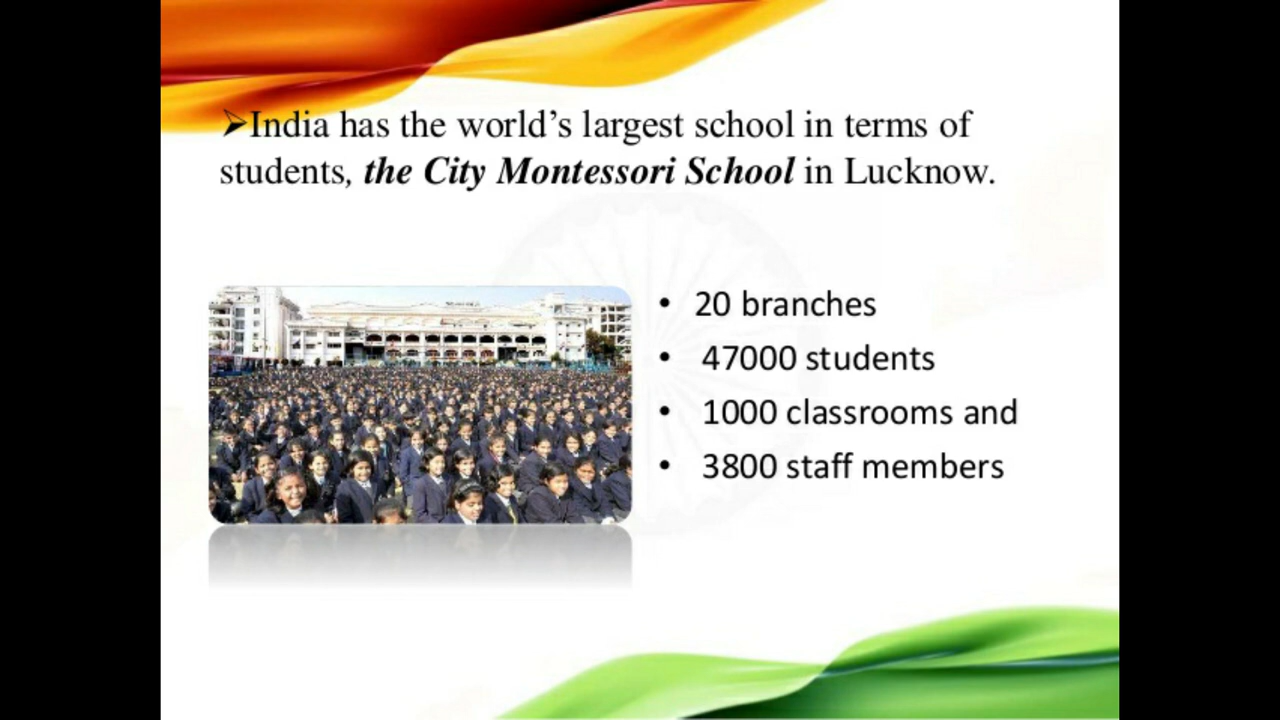 ➢India has the world’s largest school in terms of
students, the City Montessori School in Lucknow.
• 20 branches
• 47000 students
• 1000 classrooms and
• 3800 staff members